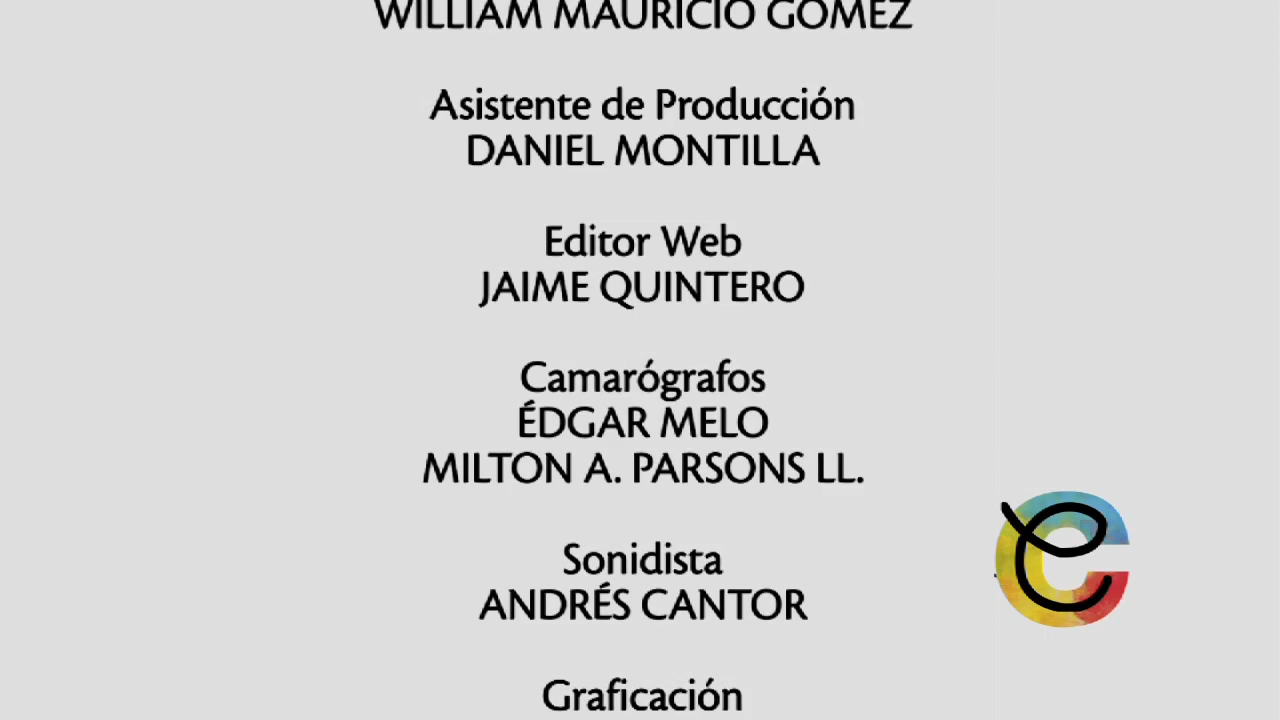 WILLIAM MAURICIO GÓMEZ
Asistente de Producción
DANIEL MONTILLA
Editor Web
JAIME QUINTERO
Camarógrafos
ÉDGAR MELO
MILTON A. PARSONS LL.
Sonidista
ANDRÉS CANTOR
Graficación